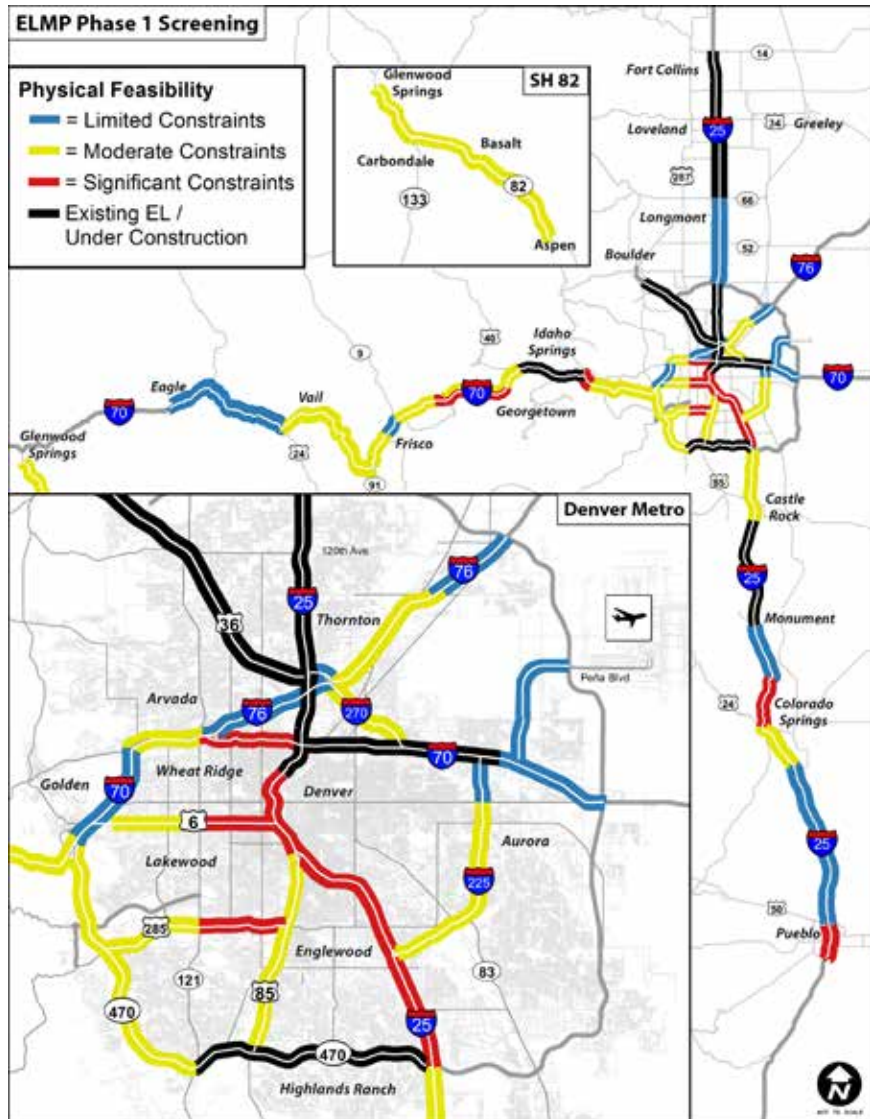 ELMP Phase 1 Screening
Physical Feasibility
= Limited Constraints
= Moderate Constraints
= Significant Constraints
= Existing EL /
Under Construction
SH 82
Glenwood
Springs
Carbondale
Basalt
133
82
Aspen
Fort Collins
14
Loveland
25
34
Greeley
287
Longmont
66
52
Boulder
76
40
Idaho
Springs
9
Eagle
Vail
70
Georgetown
70
70
Glenwood
Springs
24
Frisco
91
85
Castle
Rock
25
Monument
24
Colorado
Springs
25
50
Pueblo
Denver Metro
120th Ave
36
25
Thornton
76
Peña Blvd
Arvada
76
270
70
Wheat Ridge
Golden
70
Denver
6
Lakewood
Aurora
225
285
Englewood
121
85
83
470
25
470
Highlands Ranch
N
NOT TO SCALE